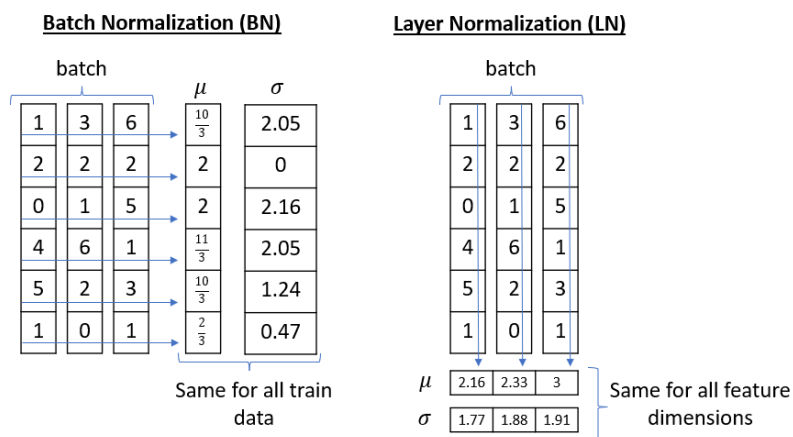 Batch Normalization (BN)
batch
μ σ
1 3 6 10/3 2.05
2 2 2 2 0
0 1 5 2 2.16
4 6 1 11/3 2.05
5 2 3 10/3 1.24
1 0 1 2/3 0.47
Same for all train
data
Layer Normalization (LN)
batch
1 3 6
2 2 2
0 1 5
4 6 1
5 2 3
1 0 1
μ 2.16 2.33 3
σ 1.77 1.88 1.91
Same for all feature
dimensions